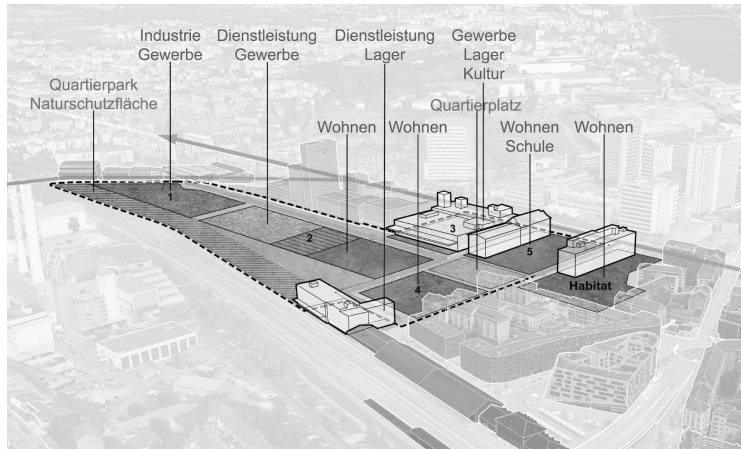 Industrie
Gewerbe
Dienstleistung
Gewerbe
Dienstleistung
Lager
Gewerbe
Lager
Kultur
Quartierpark
Naturschutzfläche
Quartierplatz
Wohnen
Wohnen
Wohnen
Schule
Wohnen
1
2
3
4
5
Habitat